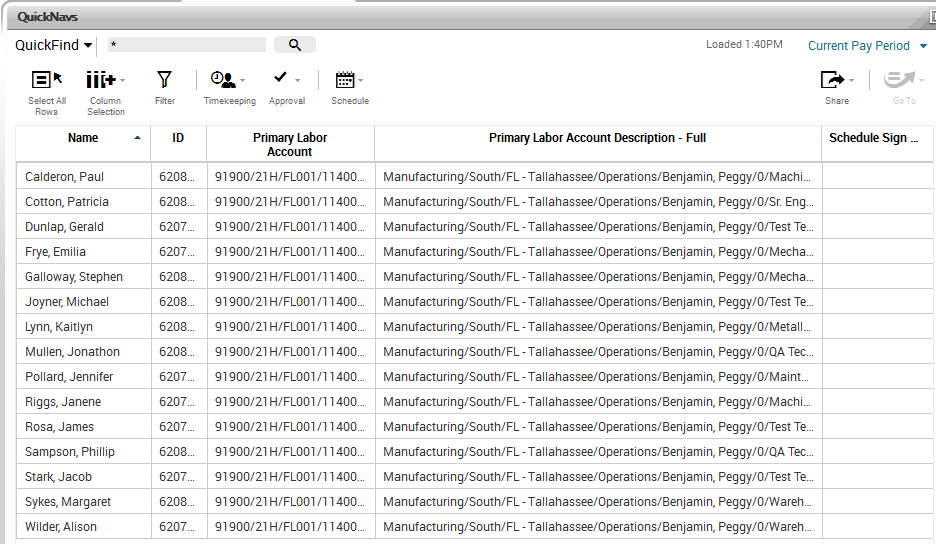 QuickNavs
QuickFind * Loaded 1:40PM Current Pay Period
Select All Rows Column Selection Filter Timekeeping Approval Schedule Share Go To
Name ID Primary Labor Account Primary Labor Account Description - Full Schedule Sign ...
Calderon, Paul 6208... 91900/21H/FL001/11400... Manufacturing/South/FL - Tallahassee/Operations/Benjamin, Peggy/0/Machi...
Cotton, Patricia 6208... 91900/21H/FL001/11400... Manufacturing/South/FL - Tallahassee/Operations/Benjamin, Peggy/0/Sr. Eng...
Dunlap, Gerald 6207... 91900/21H/FL001/11400... Manufacturing/South/FL - Tallahassee/Operations/Benjamin, Peggy/0/Test Te...
Frye, Emilia 6207... 91900/21H/FL001/11400... Manufacturing/South/FL - Tallahassee/Operations/Benjamin, Peggy/0/Mecha...
Galloway, Stephen 6208... 91900/21H/FL001/11400... Manufacturing/South/FL - Tallahassee/Operations/Benjamin, Peggy/0/Mecha...
Joyner, Michael 6208... 91900/21H/FL001/11400... Manufacturing/South/FL - Tallahassee/Operations/Benjamin, Peggy/0/Test Te...
Lynn, Kaitlyn 6208... 91900/21H/FL001/11400... Manufacturing/South/FL - Tallahassee/Operations/Benjamin, Peggy/0/Metall...
Mullen, Jonathon 6208... 91900/21H/FL001/11400... Manufacturing/South/FL - Tallahassee/Operations/Benjamin, Peggy/0/QA Tec...
Pollard, Jennifer 6207... 91900/21H/FL001/11400... Manufacturing/South/FL - Tallahassee/Operations/Benjamin, Peggy/0/Maint...
Riggs, Janene 6207... 91900/21H/FL001/11400... Manufacturing/South/FL - Tallahassee/Operations/Benjamin, Peggy/0/Machi...
Rosa, James 6207... 91900/21H/FL001/11400... Manufacturing/South/FL - Tallahassee/Operations/Benjamin, Peggy/0/Test Te...
Sampson, Phillip 6208... 91900/21H/FL001/11400... Manufacturing/South/FL - Tallahassee/Operations/Benjamin, Peggy/0/QA Tec...
Stark, Jacob 6207... 91900/21H/FL001/11400... Manufacturing/South/FL - Tallahassee/Operations/Benjamin, Peggy/0/Test Te...
Sykes, Margaret 6208... 91900/21H/FL001/11400... Manufacturing/South/FL - Tallahassee/Operations/Benjamin, Peggy/0/Wareh...
Wilder, Alison 6207... 91900/21H/FL001/11400... Manufacturing/South/FL - Tallahassee/Operations/Benjamin, Peggy/0/Wareh...